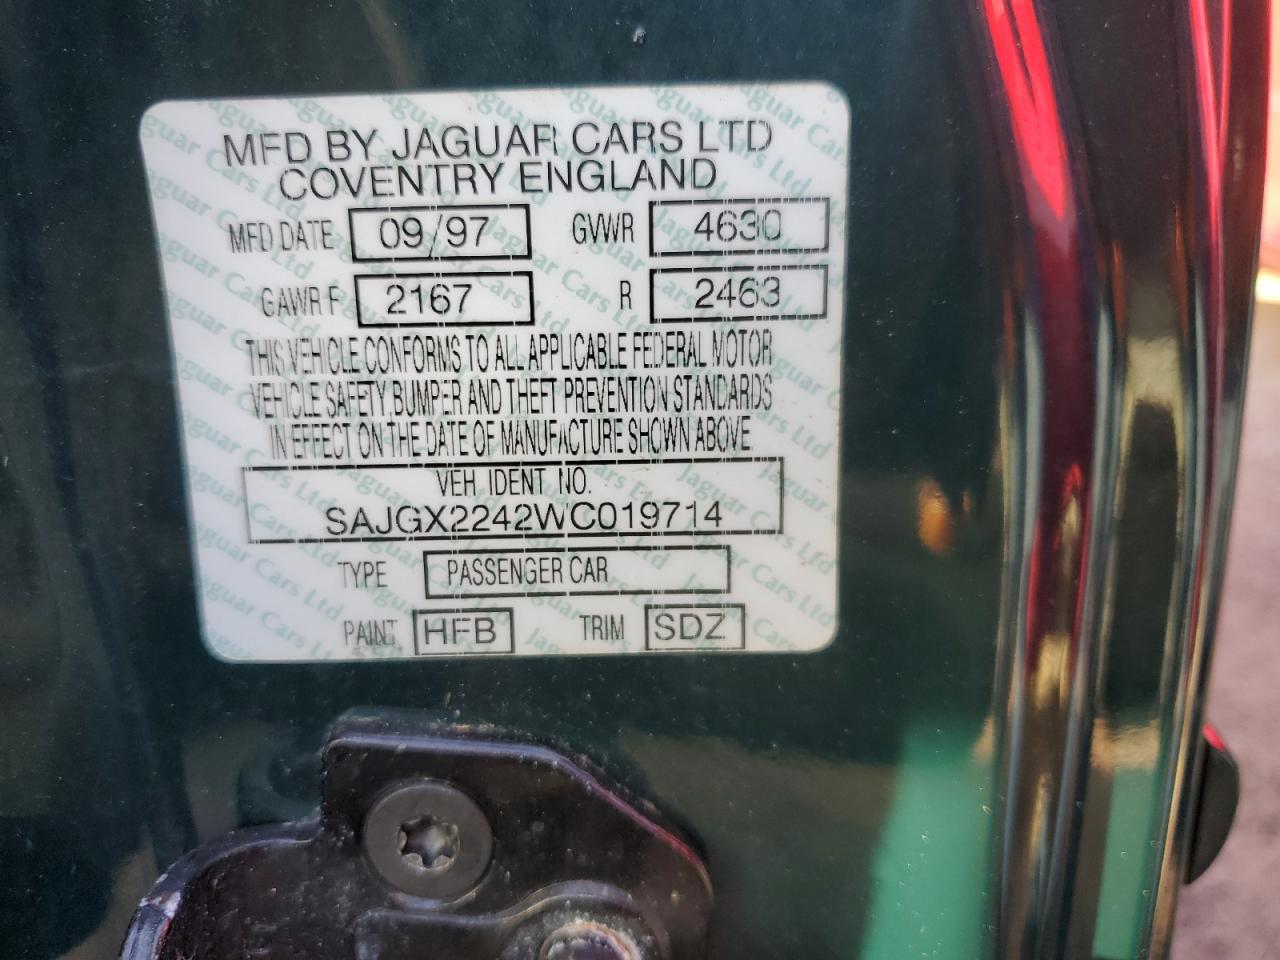 MFD BY JAGUAR CARS LTD
COVENTRY ENGLAND
MFD DATE 09/97 GVWR 4630
GAWR F 2167 R 2463
THIS VEHICLE CONFORMS TO ALL APPLICABLE FEDERAL MOTOR
VEHICLE SAFETY, BUMPER AND THEFT PREVENTION STANDARDS
IN EFFECT ON THE DATE OF MANUFACTURE SHOWN ABOVE
VEH IDENT. NO.
SAJGX2242WC019714
TYPE PASSENGER CAR
PAINT HFB TRIM SDZ